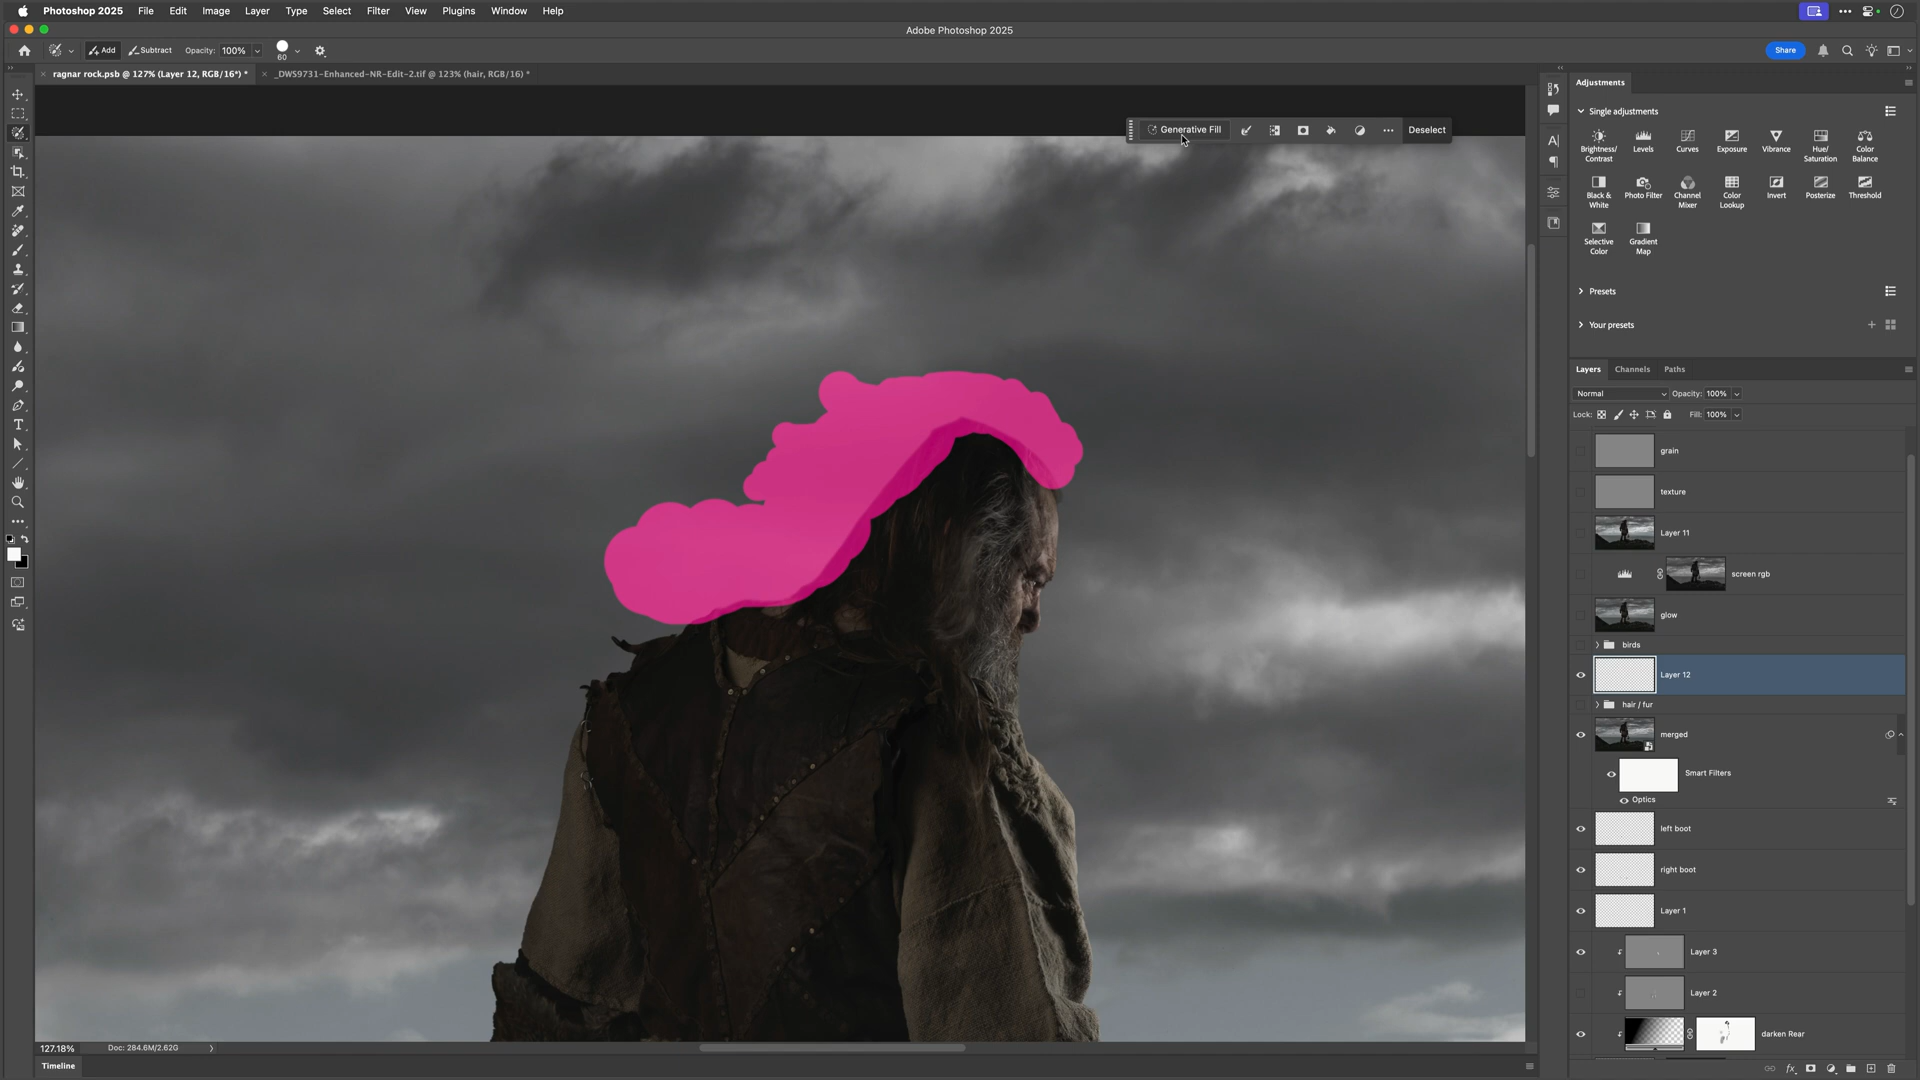 Photoshop 2025 File Edit Image Layer Type Select Filter View Plugins Window Help
Adobe Photoshop 2025
Add Subtract Opacity: 100% 60 Share
ragnar rock.psb @ 127% (Layer 12, RGB/16*) * _DWS9731-Enhanced-NR-Edit-2.tif @ 123% (hair, RGB/16) *
Generative Fill Deselect
Adjustments
Single adjustments
Brightness/
Contrast
Levels
Curves
Exposure
Vibrance
Hue/
Saturation
Color
Balance
Black &
White
Photo Filter
Channel
Mixer
Color
Lookup
Invert
Posterize
Threshold
Selective
Color
Gradient
Map
Presets
Your presets
Layers Channels Paths
Normal Opacity: 100%
Lock: Fill: 100%
grain
texture
Layer 11
screen rgb
glow
birds
Layer 12
hair / fur
merged
Smart Filters
Optics
left boot
right boot
Layer 1
Layer 3
Layer 2
darken Rear
127.18% Doc: 284.6M/2.62G
Timeline